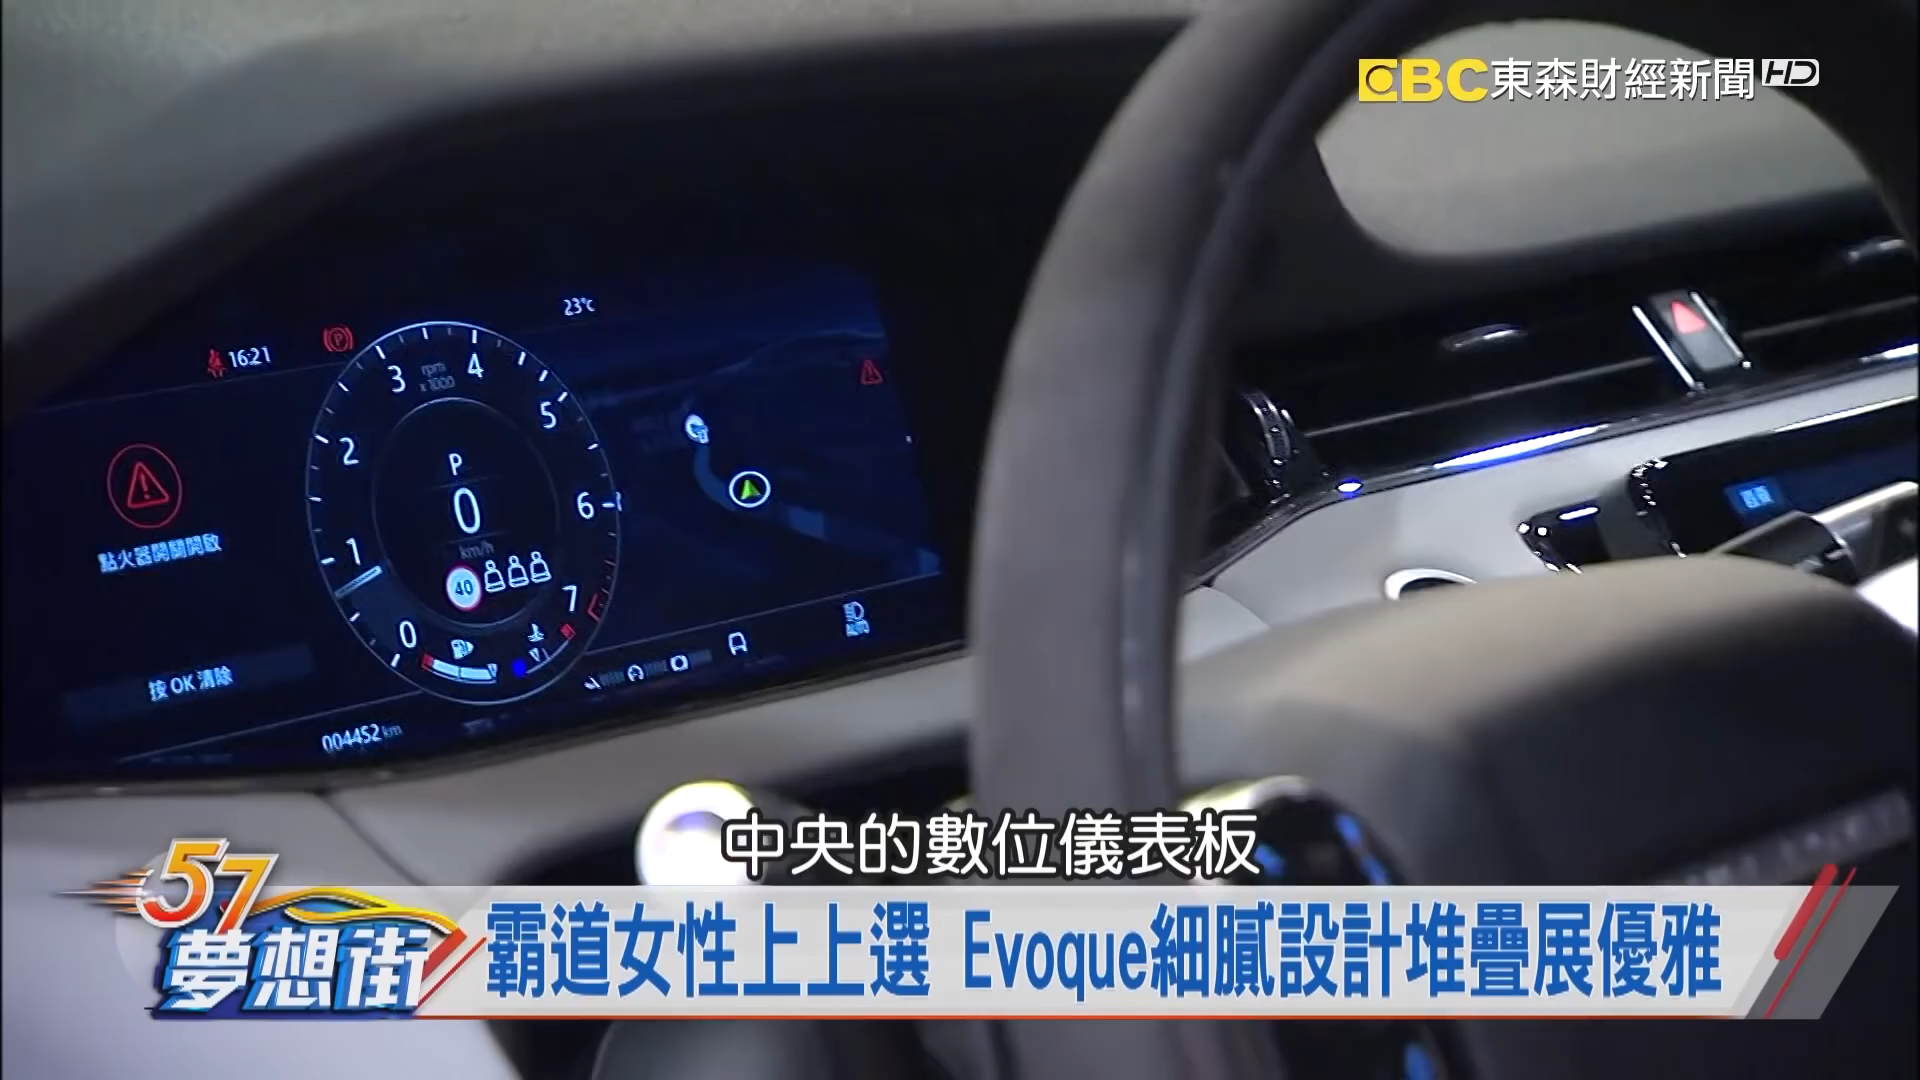 EBC東森財經新聞HD
23°C
16:21
P
rpm
x1000
0
1
2
3
4
5
6
7
P
0
km/h
40
點火器開關開啟
按 OK 清除
004452 km
中央的數位儀表板
57
夢想街
霸道女性上上選 Evoque細膩設計堆疊展優雅